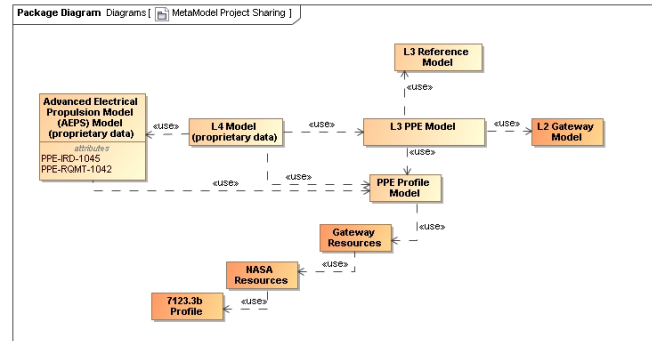 Package Diagram Diagrams [ MetaModel Project Sharing ]
L3 Reference
Model
«use»
Advanced Electrical
Propulsion Model
(AEPS) Model
(proprietary data)
attributes
PPE-IRD-1045
PPE-RQMT-1042
«use»
L4 Model
(proprietary data)
«use»
L3 PPE Model
«use»
L2 Gateway
Model
«use»
«use»
«use»
PPE Profile
Model
«use»
Gateway
Resources
«use»
NASA
Resources
«use»
7123.3b
Profile